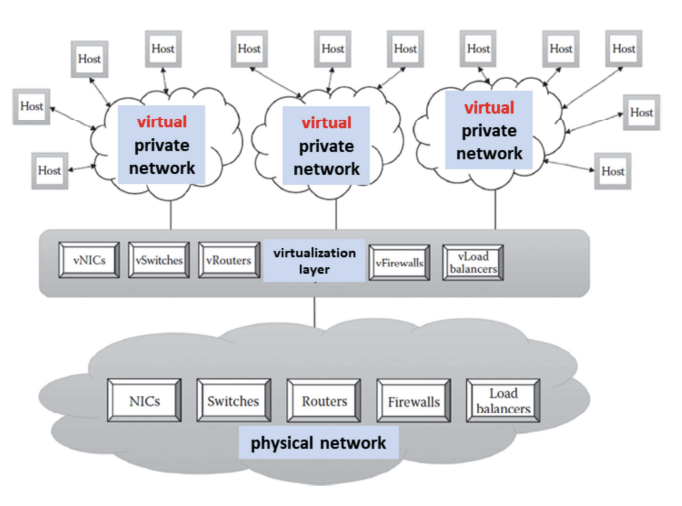 Host
Host
Host
Host
Host
Host
Host
Host
Host
Host
Host
Host
virtual
private
network
virtual
private
network
virtual
private
network
vNICs
vSwitches
vRouters
virtualization
layer
vFirewalls
vLoad
balancers
NICs
Switches
Routers
Firewalls
Load
balancers
physical network